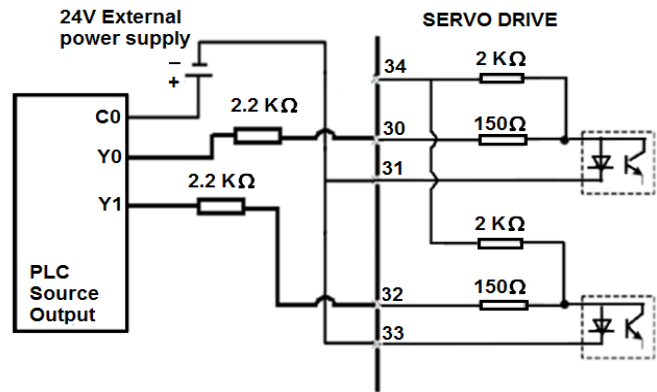 24V External
power supply
SERVO DRIVE
–
+
34
2 KΩ
C0
2.2 KΩ
30
150Ω
Y0
31
2.2 KΩ
Y1
2 KΩ
PLC
Source
Output
32
150Ω
33